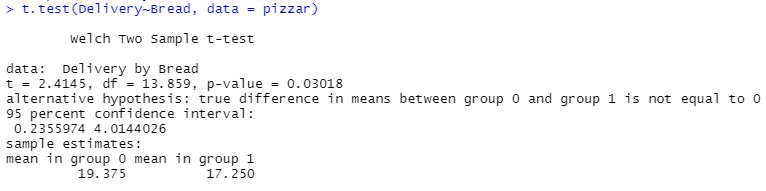 > t.test(Delivery~Bread, data = pizzar)
Welch Two Sample t-test
data:  Delivery by Bread
t = 2.4145, df = 13.859, p-value = 0.03018
alternative hypothesis: true difference in means between group 0 and group 1 is not equal to 0
95 percent confidence interval:
0.2355974 4.0144026
sample estimates:
mean in group 0 mean in group 1
19.375          17.250